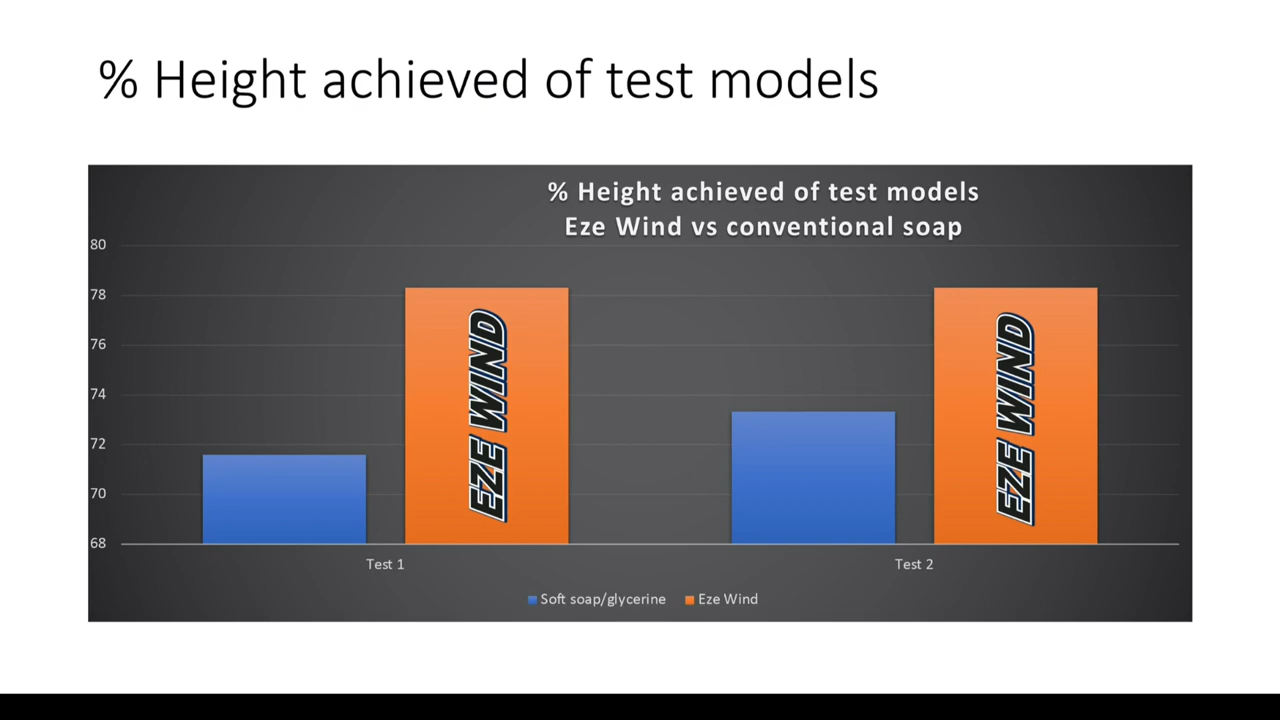 % Height achieved of test models
% Height achieved of test models
Eze Wind vs conventional soap
80
78
76
74
72
70
68
EZE WIND
EZE WIND
Test 1
Test 2
Soft soap/glycerine
Eze Wind